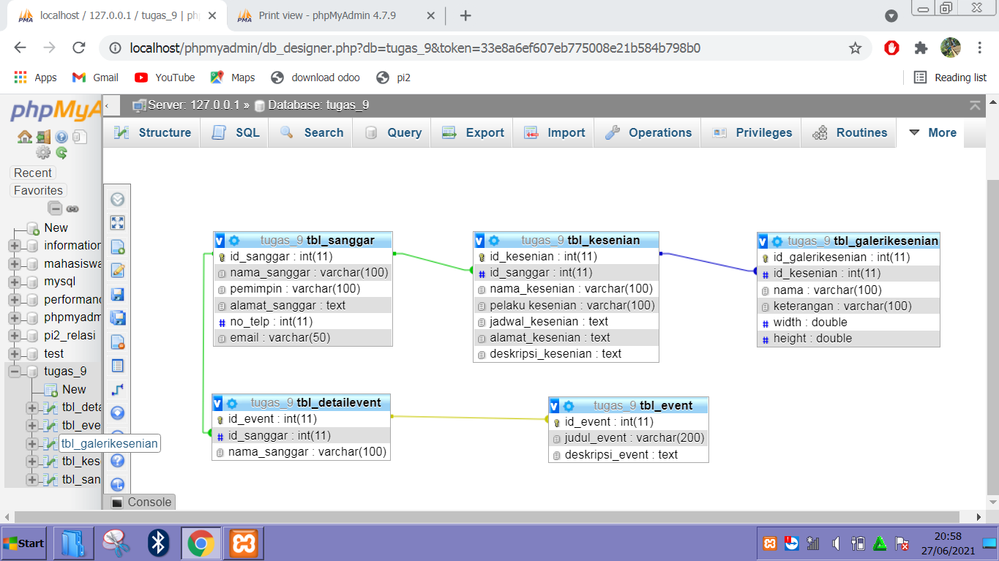 localhost / 127.0.0.1 / tugas_9 | ph
Print view - phpMyAdmin 4.7.9
localhost/phpmyadmin/db_designer.php?db=tugas_9&token=33e8a6ef607eb775008e21b584b798b0
Apps Gmail YouTube Maps download odoo pi2 Reading list
phpMyA
Server: 127.0.0.1 » Database: tugas_9
Structure SQL Search Query Export Import Operations Privileges Routines More
Recent
Favorites
New
information
mahasiswa
mysql
performanc
phpmyadm
pi2_relasi
test
tugas_9
New
tbl_deta
tbl_eve
tbl_galerikesenian
tbl_kes
tbl_san
tugas_9 tbl_sanggar
id_sanggar : int(11)
nama_sanggar : varchar(100)
pemimpin : varchar(100)
alamat_sanggar : text
no_telp : int(11)
email : varchar(50)
tugas_9 tbl_kesenian
id_kesenian : int(11)
id_sanggar : int(11)
nama_kesenian : varchar(100)
pelaku kesenian : varchar(100)
jadwal_kesenian : text
alamat_kesenian : text
deskripsi_kesenian : text
tugas_9 tbl_galerikesenian
id_galerikesenian : int(11)
id_kesenian : int(11)
nama : varchar(100)
keterangan : varchar(100)
width : double
height : double
tugas_9 tbl_detailevent
id_event : int(11)
id_sanggar : int(11)
nama_sanggar : varchar(100)
tugas_9 tbl_event
id_event : int(11)
judul_event : varchar(200)
deskripsi_event : text
Console
Start
20:58
27/06/2021